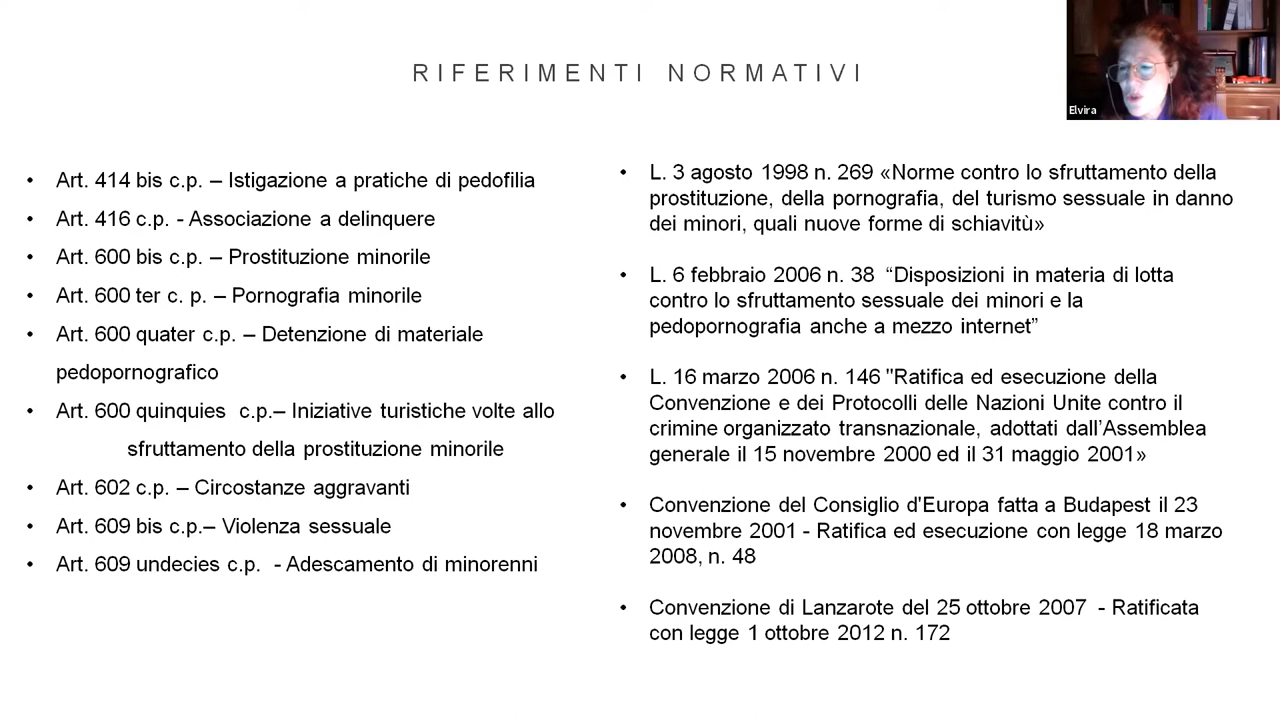 RIFERIMENTI NORMATIVI
Elvira
• Art. 414 bis c.p. – Istigazione a pratiche di pedofilia
• Art. 416 c.p. - Associazione a delinquere
• Art. 600 bis c.p. – Prostituzione minorile
• Art. 600 ter c. p. – Pornografia minorile
• Art. 600 quater c.p. – Detenzione di materiale
pedopornografico
• Art. 600 quinquies c.p.– Iniziative turistiche volte allo
sfruttamento della prostituzione minorile
• Art. 602 c.p. – Circostanze aggravanti
• Art. 609 bis c.p.– Violenza sessuale
• Art. 609 undecies c.p. - Adescamento di minorenni
• L. 3 agosto 1998 n. 269 «Norme contro lo sfruttamento della
prostituzione, della pornografia, del turismo sessuale in danno
dei minori, quali nuove forme di schiavitù»
• L. 6 febbraio 2006 n. 38 “Disposizioni in materia di lotta
contro lo sfruttamento sessuale dei minori e la
pedopornografia anche a mezzo internet”
• L. 16 marzo 2006 n. 146 "Ratifica ed esecuzione della
Convenzione e dei Protocolli delle Nazioni Unite contro il
crimine organizzato transnazionale, adottati dall’Assemblea
generale il 15 novembre 2000 ed il 31 maggio 2001»
• Convenzione del Consiglio d'Europa fatta a Budapest il 23
novembre 2001 - Ratifica ed esecuzione con legge 18 marzo
2008, n. 48
• Convenzione di Lanzarote del 25 ottobre 2007 - Ratificata
con legge 1 ottobre 2012 n. 172